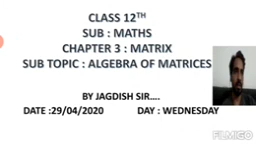 CLASS 12TH
SUB : MATHS
CHAPTER 3 : MATRIX
SUB TOPIC : ALGEBRA OF MATRICES
BY JAGDISH SIR....
DATE :29/04/2020 DAY : WEDNESDAY
FILMIGO